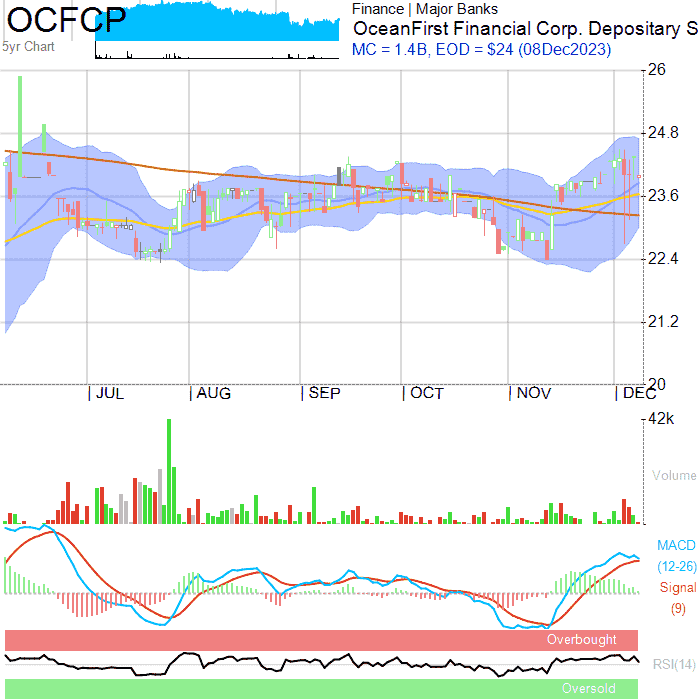 OCFCP
5yr Chart
Finance | Major Banks
OceanFirst Financial Corp. Depositary S
MC = 1.4B, EOD = $24 (08Dec2023)
26
24.8
23.6
22.4
21.2
20
JUL AUG SEP OCT NOV DEC
42k
Volume
MACD
(12-26)
Signal
(9)
Overbought
RSI(14)
Oversold